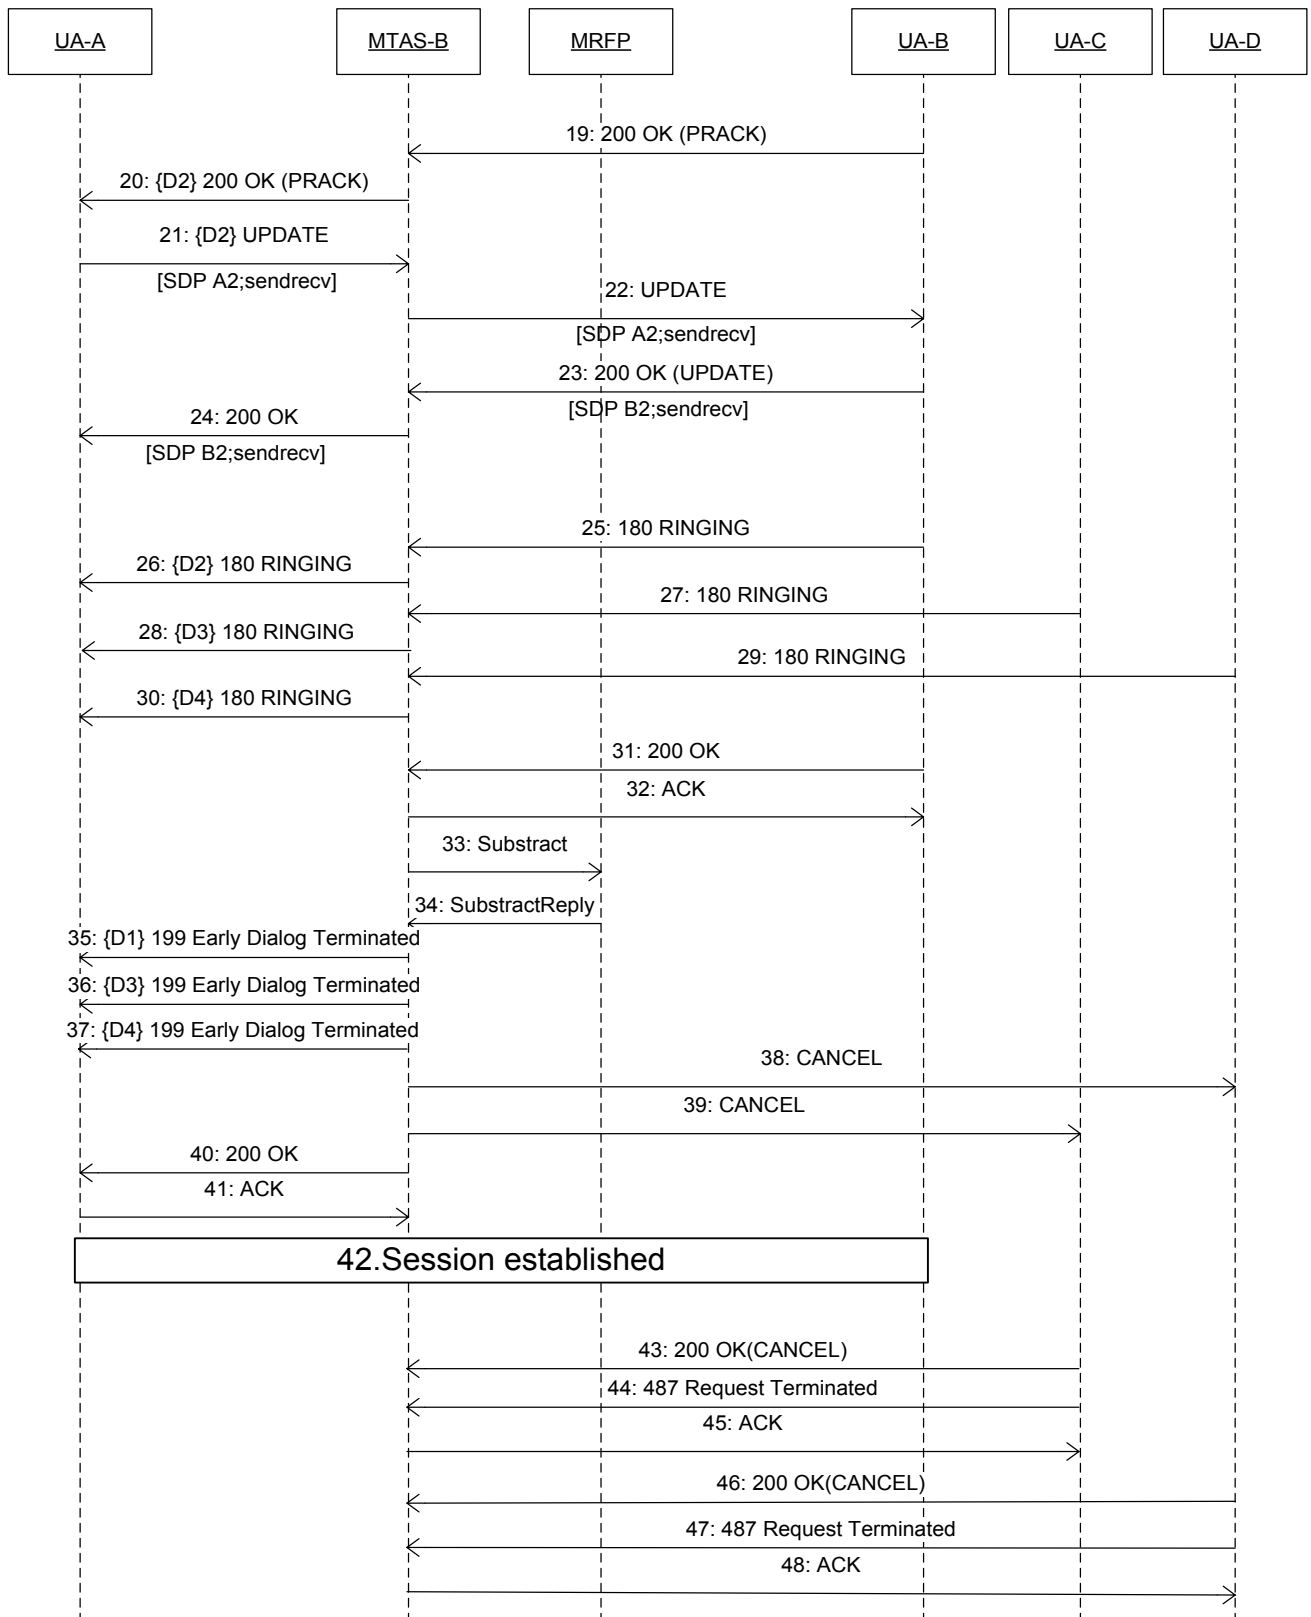 UA-A
MTAS-B
MRFP
UA-B
UA-C
UA-D
19: 200 OK (PRACK)
20: {D2} 200 OK (PRACK)
21: {D2} UPDATE
[SDP A2;sendrecv]
22: UPDATE
[SDP A2;sendrecv]
23: 200 OK (UPDATE)
[SDP B2;sendrecv]
24: 200 OK
[SDP B2;sendrecv]
25: 180 RINGING
26: {D2} 180 RINGING
27: 180 RINGING
28: {D3} 180 RINGING
29: 180 RINGING
30: {D4} 180 RINGING
31: 200 OK
32: ACK
33: Substract
34: SubstractReply
35: {D1} 199 Early Dialog Terminated
36: {D3} 199 Early Dialog Terminated
37: {D4} 199 Early Dialog Terminated
38: CANCEL
39: CANCEL
40: 200 OK
41: ACK
42.Session established
43: 200 OK(CANCEL)
44: 487 Request Terminated
45: ACK
46: 200 OK(CANCEL)
47: 487 Request Terminated
48: ACK